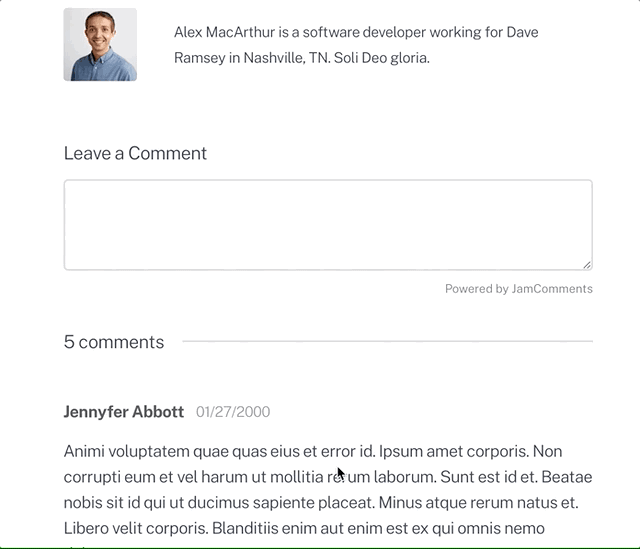 Alex MacArthur is a software developer working for Dave
Ramsey in Nashville, TN. Soli Deo gloria.
Leave a Comment
Powered by JamComments
5 comments
Jennyfer Abbott 01/27/2000
Animi voluptatem quae quas eius et error id. Ipsum amet corporis. Non
corrupti eum et vel harum ut mollitia rerum laborum. Sunt est id et. Beatae
nobis sit id qui ut ducimus sapiente placeat. Minus atque rerum natus et.
Libero velit corporis. Blanditiis enim aut enim est ex qui omnis nemo